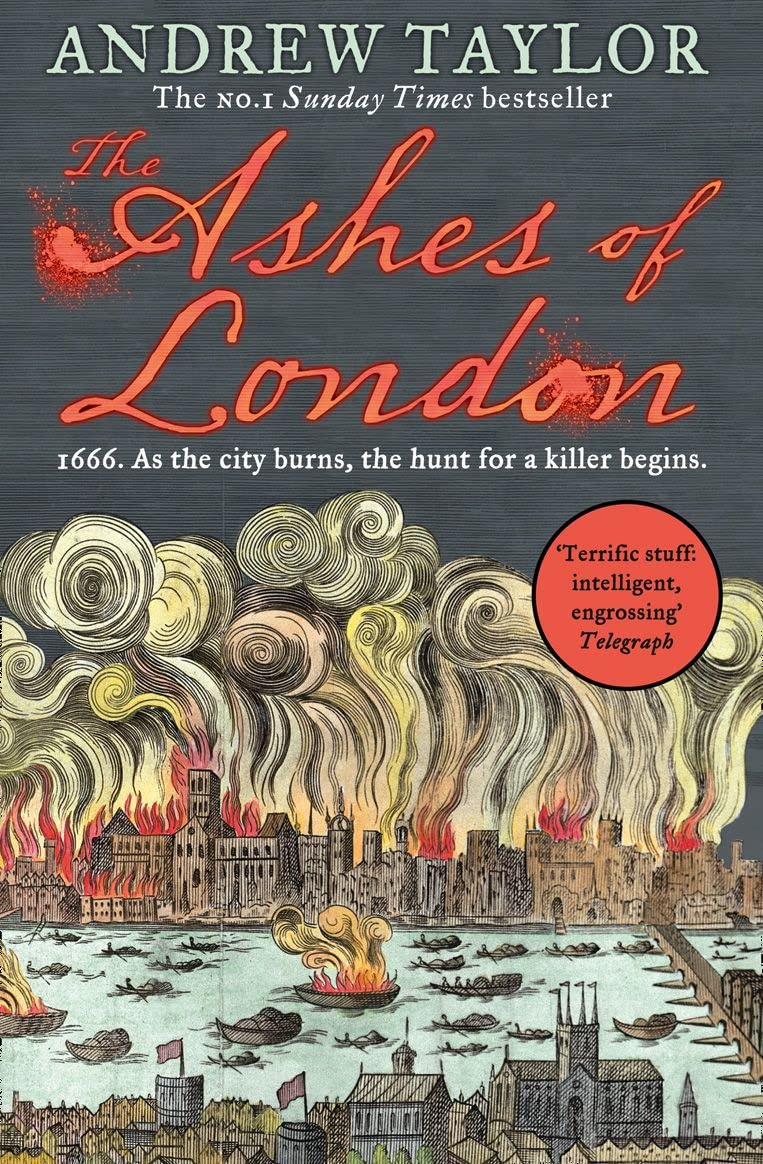 ANDREW TAYLOR
The NO.1 Sunday Times bestseller
The
Ashes of
London
1666. As the city burns, the hunt for a killer begins.
‘Terrific stuff:
intelligent,
engrossing’
Telegraph